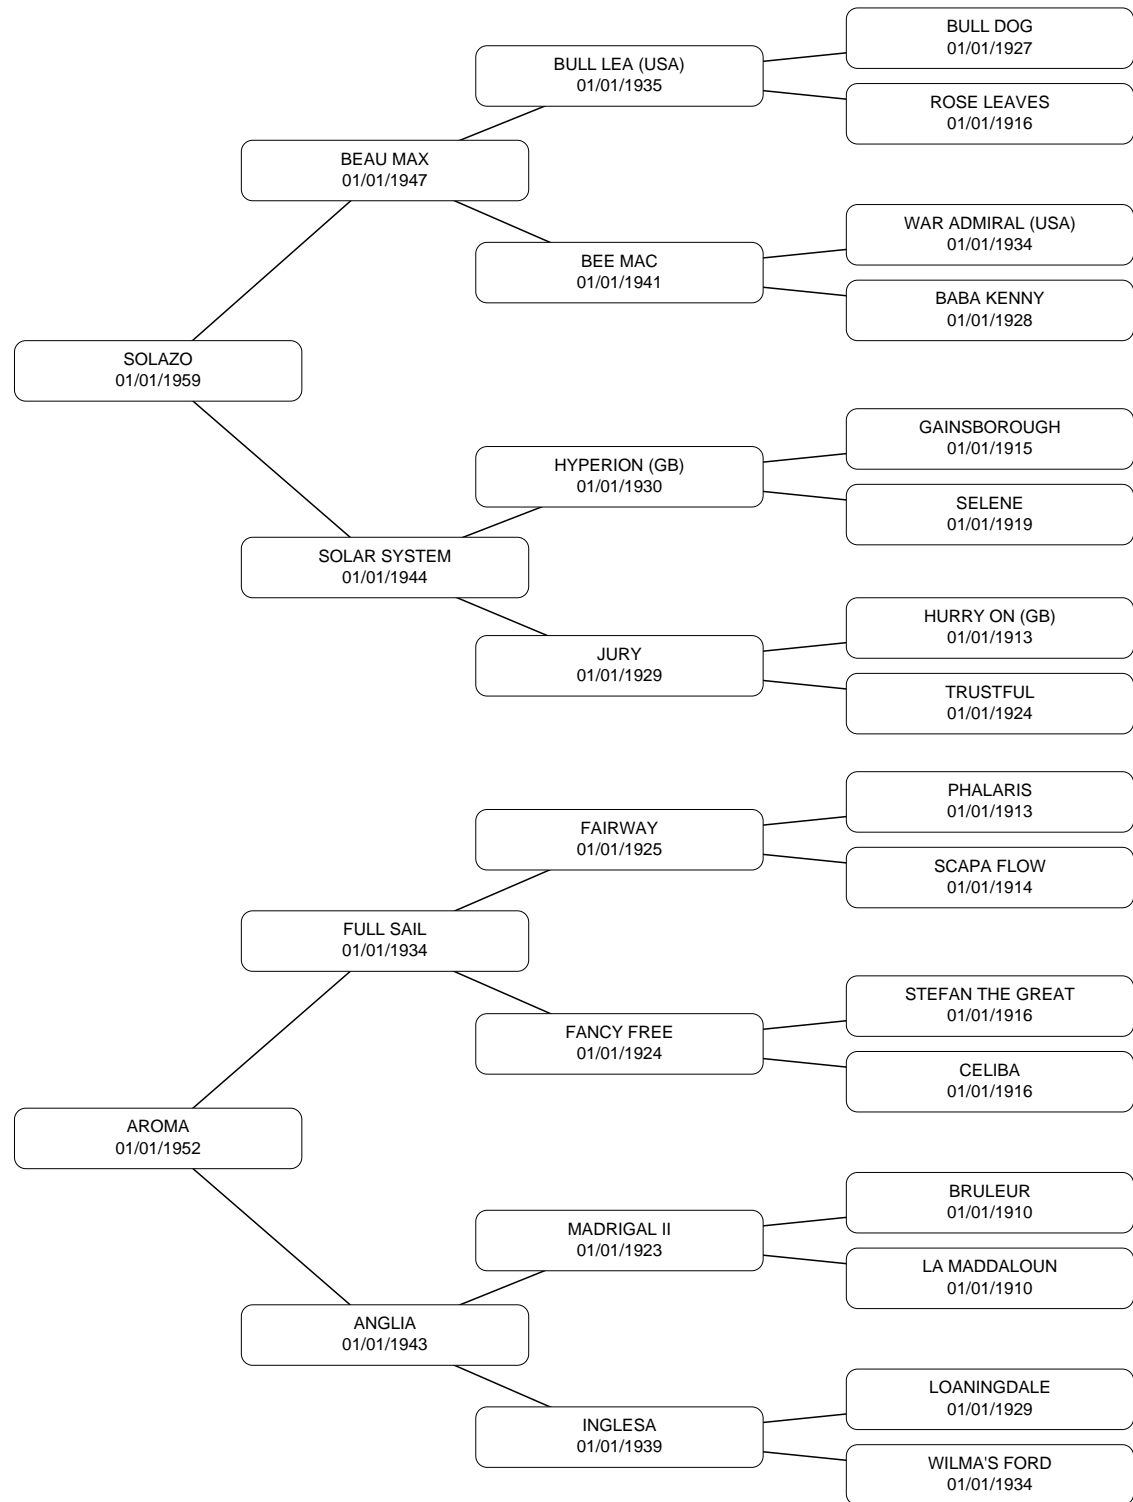 BULL DOG
01/01/1927
BULL LEA (USA)
01/01/1935
ROSE LEAVES
01/01/1916
BEAU MAX
01/01/1947
WAR ADMIRAL (USA)
01/01/1934
BEE MAC
01/01/1941
BABA KENNY
01/01/1928
SOLAZO
01/01/1959
GAINSBOROUGH
01/01/1915
HYPERION (GB)
01/01/1930
SELENE
01/01/1919
SOLAR SYSTEM
01/01/1944
HURRY ON (GB)
01/01/1913
JURY
01/01/1929
TRUSTFUL
01/01/1924
PHALARIS
01/01/1913
FAIRWAY
01/01/1925
SCAPA FLOW
01/01/1914
FULL SAIL
01/01/1934
STEFAN THE GREAT
01/01/1916
FANCY FREE
01/01/1924
CELIBA
01/01/1916
AROMA
01/01/1952
BRULEUR
01/01/1910
MADRIGAL II
01/01/1923
LA MADDALOUN
01/01/1910
ANGLIA
01/01/1943
LOANINGDALE
01/01/1929
INGLESA
01/01/1939
WILMA'S FORD
01/01/1934